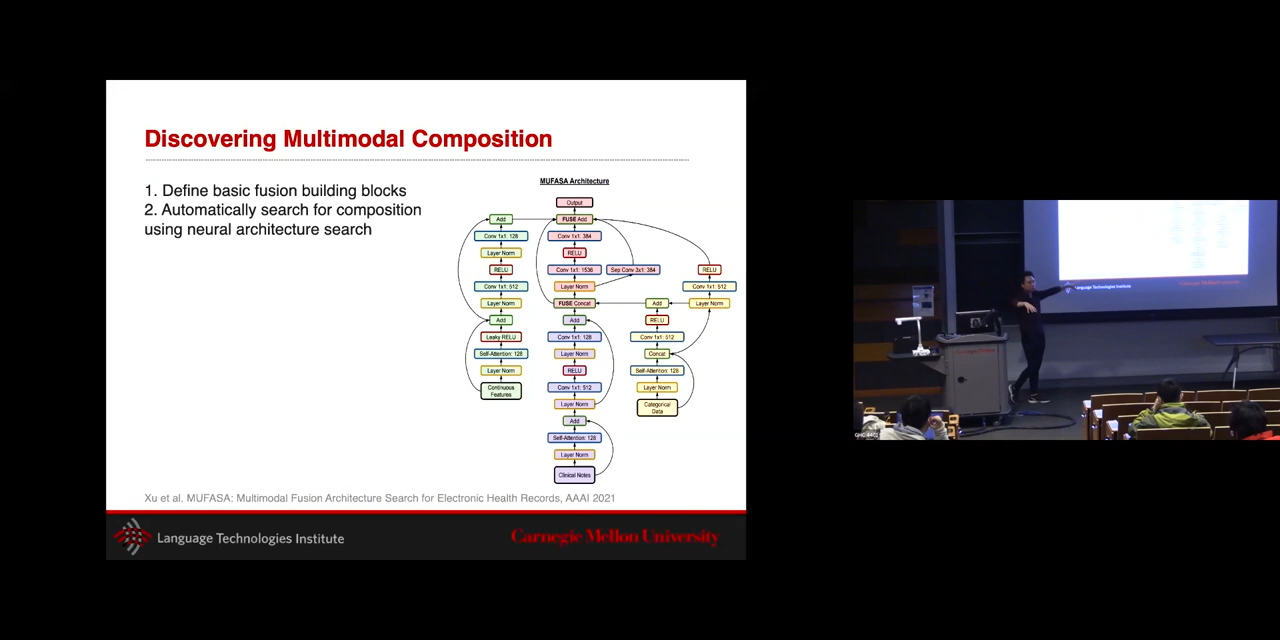 Discovering Multimodal Composition
1. Define basic fusion building blocks
2. Automatically search for composition
using neural architecture search
MUFASA Architecture
Output
Add
FUSE Add
Conv 1x1: 128
Conv 1x1: 384
Layer Norm
RELU
RELU
Conv 1x1: 1536
Sep Conv 3x1: 384
RELU
Conv 1x1: 512
Layer Norm
Conv 1x1: 512
Layer Norm
FUSE Concat
Add
Layer Norm
Add
Add
RELU
Leaky RELU
Conv 1x1: 128
Conv 1x1: 512
Self-Attention: 128
Layer Norm
Concat
Layer Norm
RELU
Self-Attention: 128
Continuous
Features
Conv 1x1: 512
Layer Norm
Layer Norm
Categorical
Data
Add
Self-Attention: 128
Layer Norm
Clinical Notes
Xu et al, MUFASA: Multimodal Fusion Architecture Search for Electronic Health Records, AAAI 2021
Language Technologies Institute
Carnegie Mellon University
Language Technologies Institute